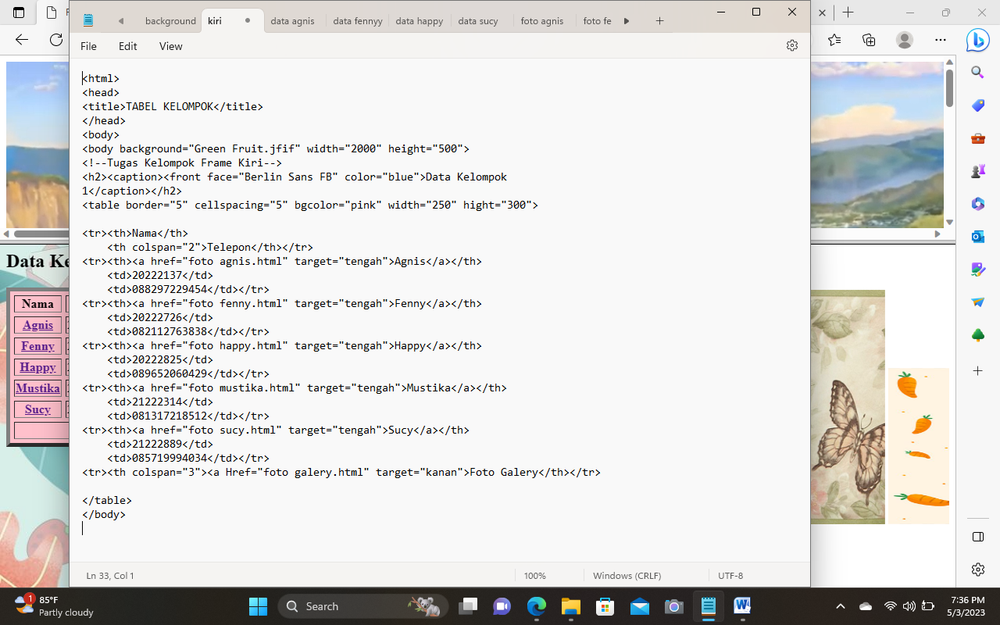 background
kiri
data agnis
data fennyy
data happy
data sucy
foto agnis
foto fe
File
Edit
View
<html>
<head>
<title>TABEL KELOMPOK</title>
</head>
<body>
<body background="Green Fruit.jfif" width="2000" height="500">
<!--Tugas Kelompok Frame Kiri-->
<h2><caption><front face="Berlin Sans FB" color="blue">Data Kelompok
1</caption></h2>
<table border="5" cellspacing="5" bgcolor="pink" width="250" hight="300">
<tr><th>Nama</th>
<th colspan="2">Telepon</th></tr>
<tr><th><a href="foto agnis.html" target="tengah">Agnis</a></th>
<td>20222137</td>
<td>088297229454</td></tr>
<tr><th><a href="foto fenny.html" target="tengah">Fenny</a></th>
<td>20222726</td>
<td>082112763838</td></tr>
<tr><th><a href="foto happy.html" target="tengah">Happy</a></th>
<td>20222825</td>
<td>089652060429</td></tr>
<tr><th><a href="foto mustika.html" target="tengah">Mustika</a></th>
<td>21222314</td>
<td>081317218512</td></tr>
<tr><th><a href="foto sucy.html" target="tengah">Sucy</a></th>
<td>21222889</td>
<td>085719994034</td></tr>
<tr><th colspan="3"><a Href="foto galery.html" target="kanan">Foto Galery</th></tr>
</table>
</body>
Data Ke
Nama
Agnis
Fenny
Happy
Mustika
Sucy
Ln 33, Col 1
100%
Windows (CRLF)
UTF-8
1
85°F
Partly cloudy
Search
7:36 PM
5/3/2023